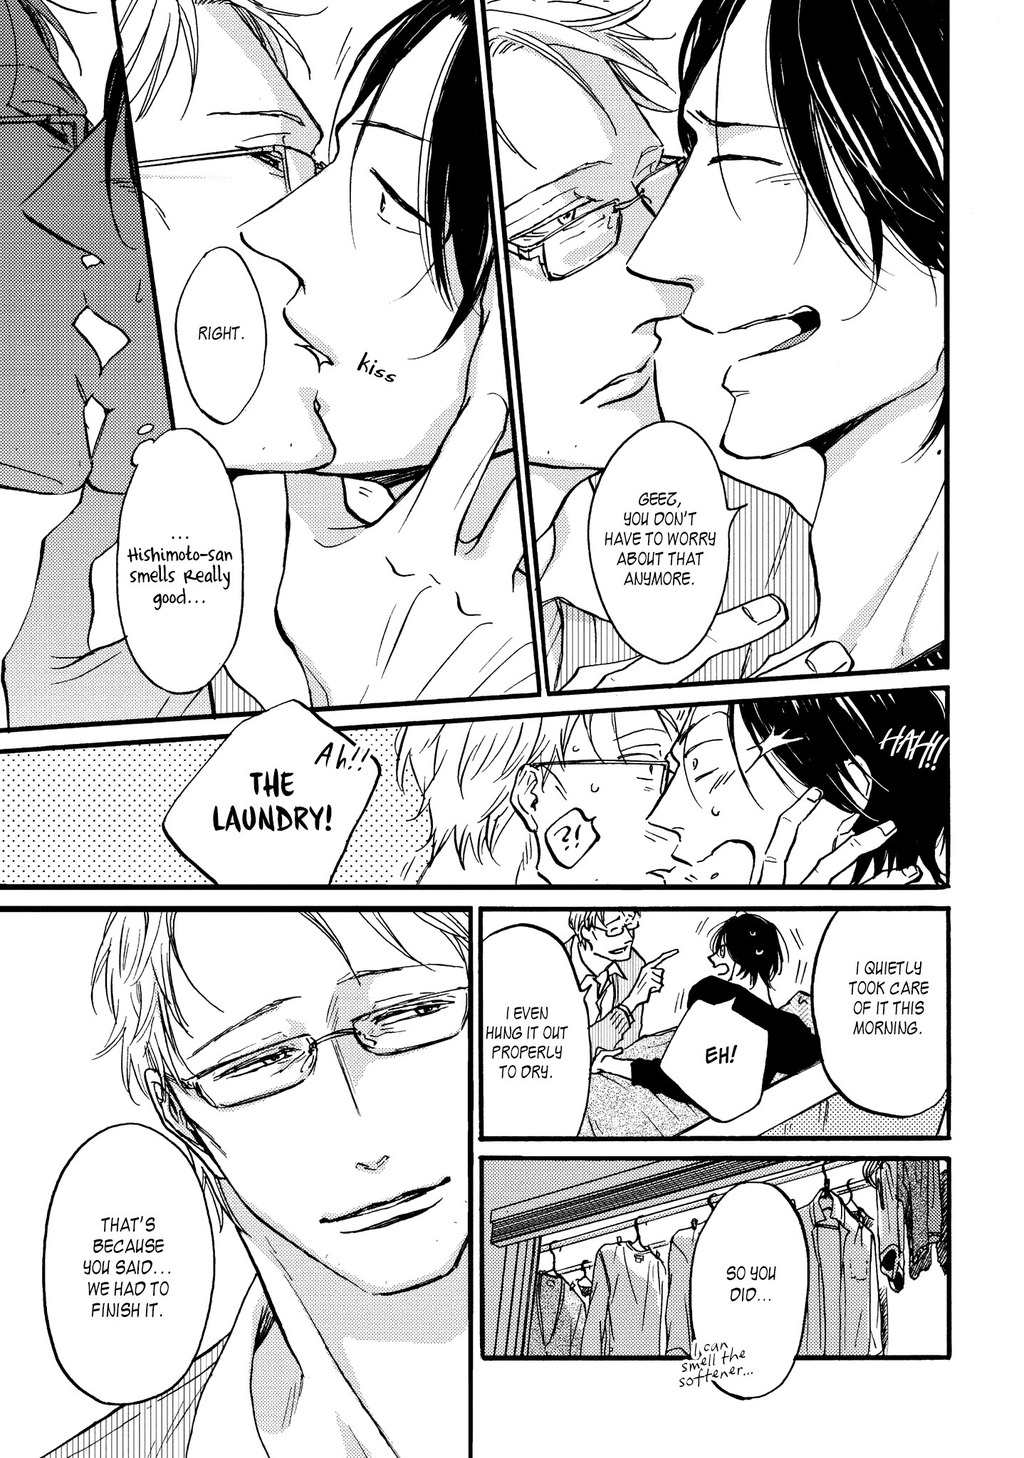 GEEZ,
YOU DON'T
HAVE TO WORRY
ABOUT THAT
ANYMORE.
RIGHT.
kiss
...
Hishimoto-san
smells Really
good...
HAH!!
?!
Ah!!
THE
LAUNDRY!
I QUIETLY
TOOK CARE
OF IT THIS
MORNING.
EH!
I EVEN
HUNG IT OUT
PROPERLY
TO DRY.
SO YOU
DID...
I can
smell the
softener...
THAT'S
BECAUSE
YOU SAID...
WE HAD TO
FINISH IT.